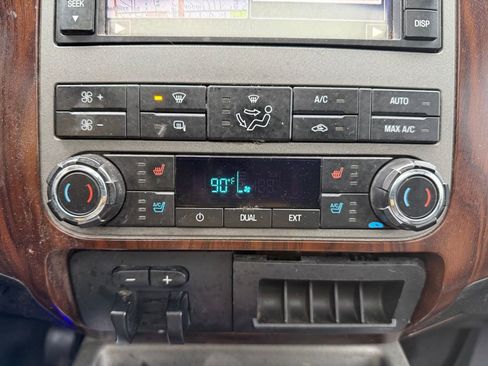 SEEK
DISP
+ A/C AUTO
− MAX A/C
90°F
A/C A/C
DUAL EXT
− +